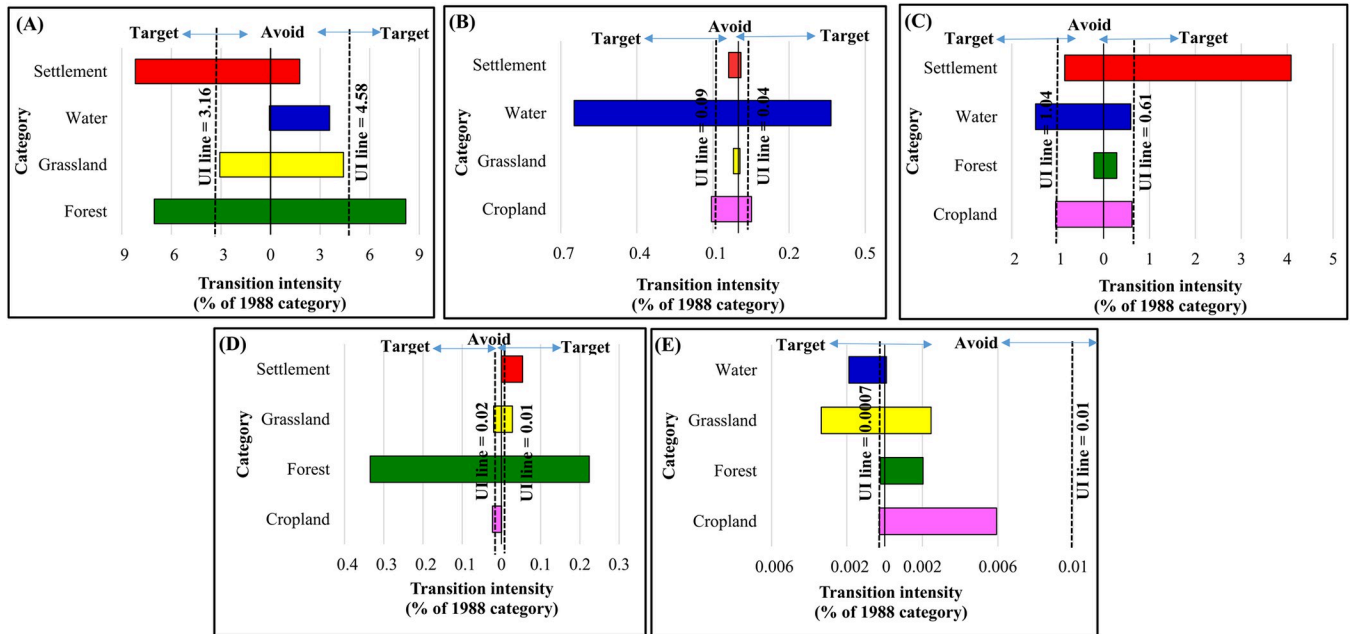 (A)
Target
Avoid
Target
Settlement
Water
Grassland
Forest
Category
UI line = 3.16
UI line = 4.58
9
6
3
0
3
6
9
Transition intensity
(% of 1988 category)
(B)
Target
Avoid
Target
Settlement
Water
Grassland
Cropland
Category
UI line = 0.09
UI line = 0.04
0.7
0.4
0.1
0.2
0.5
Transition intensity
(% of 1988 category)
(C)
Target
Avoid
Target
Settlement
Water
Forest
Cropland
Category
UI line = 1.04
UI line = 0.61
2
1
0
1
2
3
4
5
Transition intensity
(% of 1988 category)
(D)
Target
Avoid
Target
Settlement
Grassland
Forest
Cropland
Category
UI line = 0.02
UI line = 0.01
0.4
0.3
0.2
0.1
0
0.1
0.2
0.3
Transition intensity
(% of 1988 category)
(E)
Target
Avoid
Water
Grassland
Forest
Cropland
Category
UI line = 0.0007
UI line = 0.01
0.006
0.002
0
0.002
0.006
0.01
Transition intensity
(% of 1988 category)